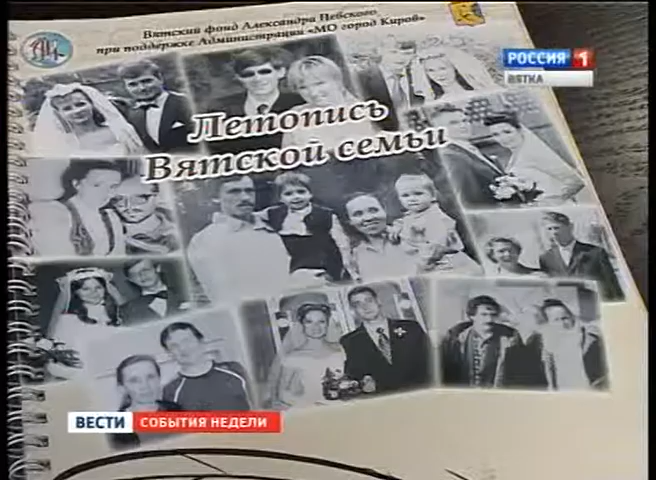 Вятский фонд Александра Невского
при поддержке Администрации «МО город Киров»
РОССИЯ 1
ВЯТКА
Летопись
Вятской семьи
ВЕСТИ СОБЫТИЯ НЕДЕЛИ